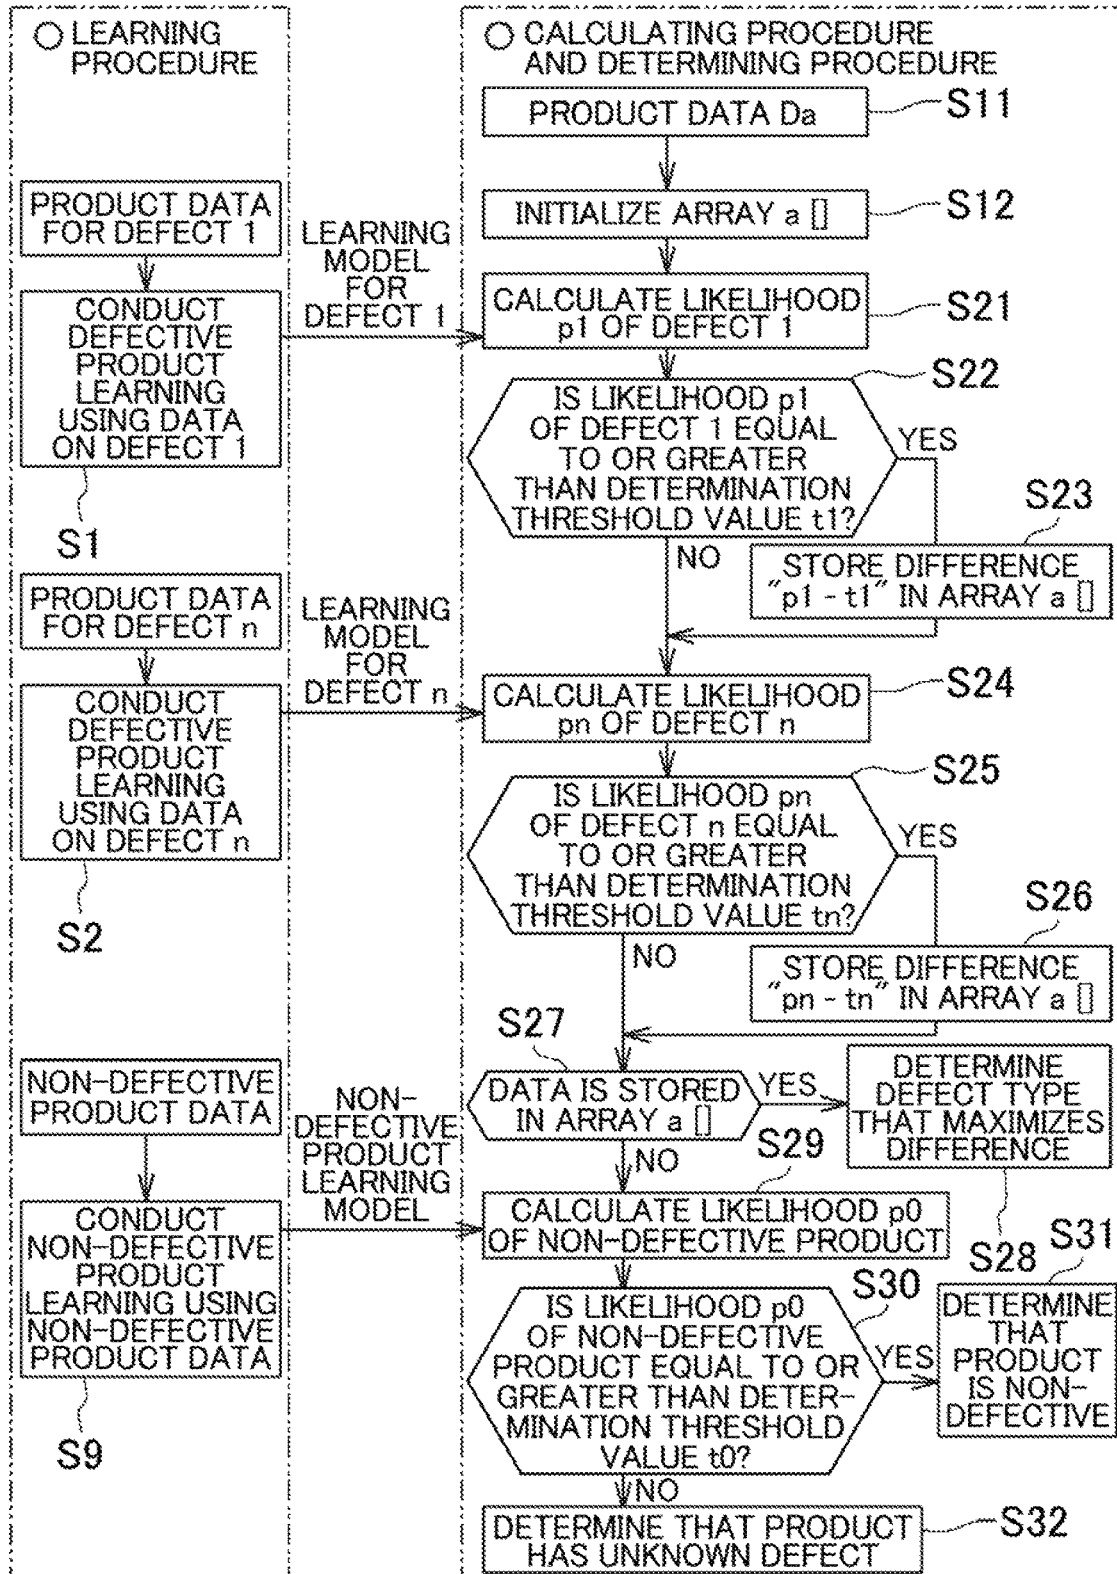 ○ LEARNING
PROCEDURE
PRODUCT DATA
FOR DEFECT 1
CONDUCT
DEFECTIVE
PRODUCT
LEARNING
USING DATA
ON DEFECT 1
S1
PRODUCT DATA
FOR DEFECT n
CONDUCT
DEFECTIVE
PRODUCT
LEARNING
USING DATA
ON DEFECT n
S2
NON-DEFECTIVE
PRODUCT DATA
CONDUCT
NON-DEFECTIVE
PRODUCT
LEARNING USING
NON-DEFECTIVE
PRODUCT DATA
S9
LEARNING
MODEL
FOR
DEFECT 1
LEARNING
MODEL
FOR
DEFECT n
NON-
DEFECTIVE
PRODUCT
LEARNING
MODEL
○ CALCULATING PROCEDURE
AND DETERMINING PROCEDURE
PRODUCT DATA Da
S11
INITIALIZE ARRAY a []
S12
CALCULATE LIKELIHOOD
p1 OF DEFECT 1
S21
IS LIKELIHOOD p1
OF DEFECT 1 EQUAL
TO OR GREATER
THAN DETERMINATION
THRESHOLD VALUE t1?
S22
YES
NO
S23
STORE DIFFERENCE
"p1 - t1" IN ARRAY a []
CALCULATE LIKELIHOOD
pn OF DEFECT n
S24
IS LIKELIHOOD pn
OF DEFECT n EQUAL
TO OR GREATER
THAN DETERMINATION
THRESHOLD VALUE tn?
S25
YES
NO
S26
STORE DIFFERENCE
"pn - tn" IN ARRAY a []
S27
DATA IS STORED
IN ARRAY a []
YES
NO
DETERMINE
DEFECT TYPE
THAT MAXIMIZES
DIFFERENCE
S28
S29
CALCULATE LIKELIHOOD p0
OF NON-DEFECTIVE PRODUCT
S30
IS LIKELIHOOD p0
OF NON-DEFECTIVE
PRODUCT EQUAL TO OR
GREATER THAN DETER-
MINATION THRESHOLD
VALUE t0?
YES
NO
S31
DETERMINE
THAT
PRODUCT
IS NON-
DEFECTIVE
DETERMINE THAT PRODUCT
HAS UNKNOWN DEFECT
S32